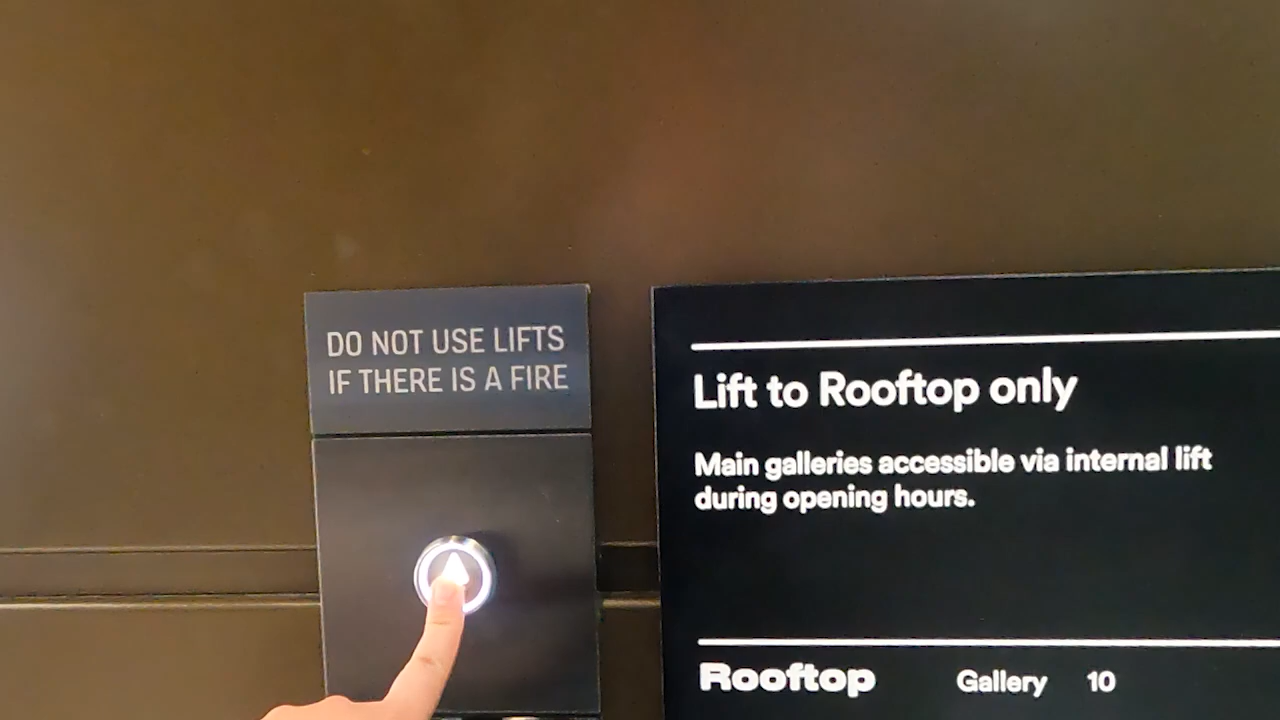 DO NOT USE LIFTS
IF THERE IS A FIRE
Lift to Rooftop only
Main galleries accessible via internal lift
during opening hours.
Rooftop Gallery 10